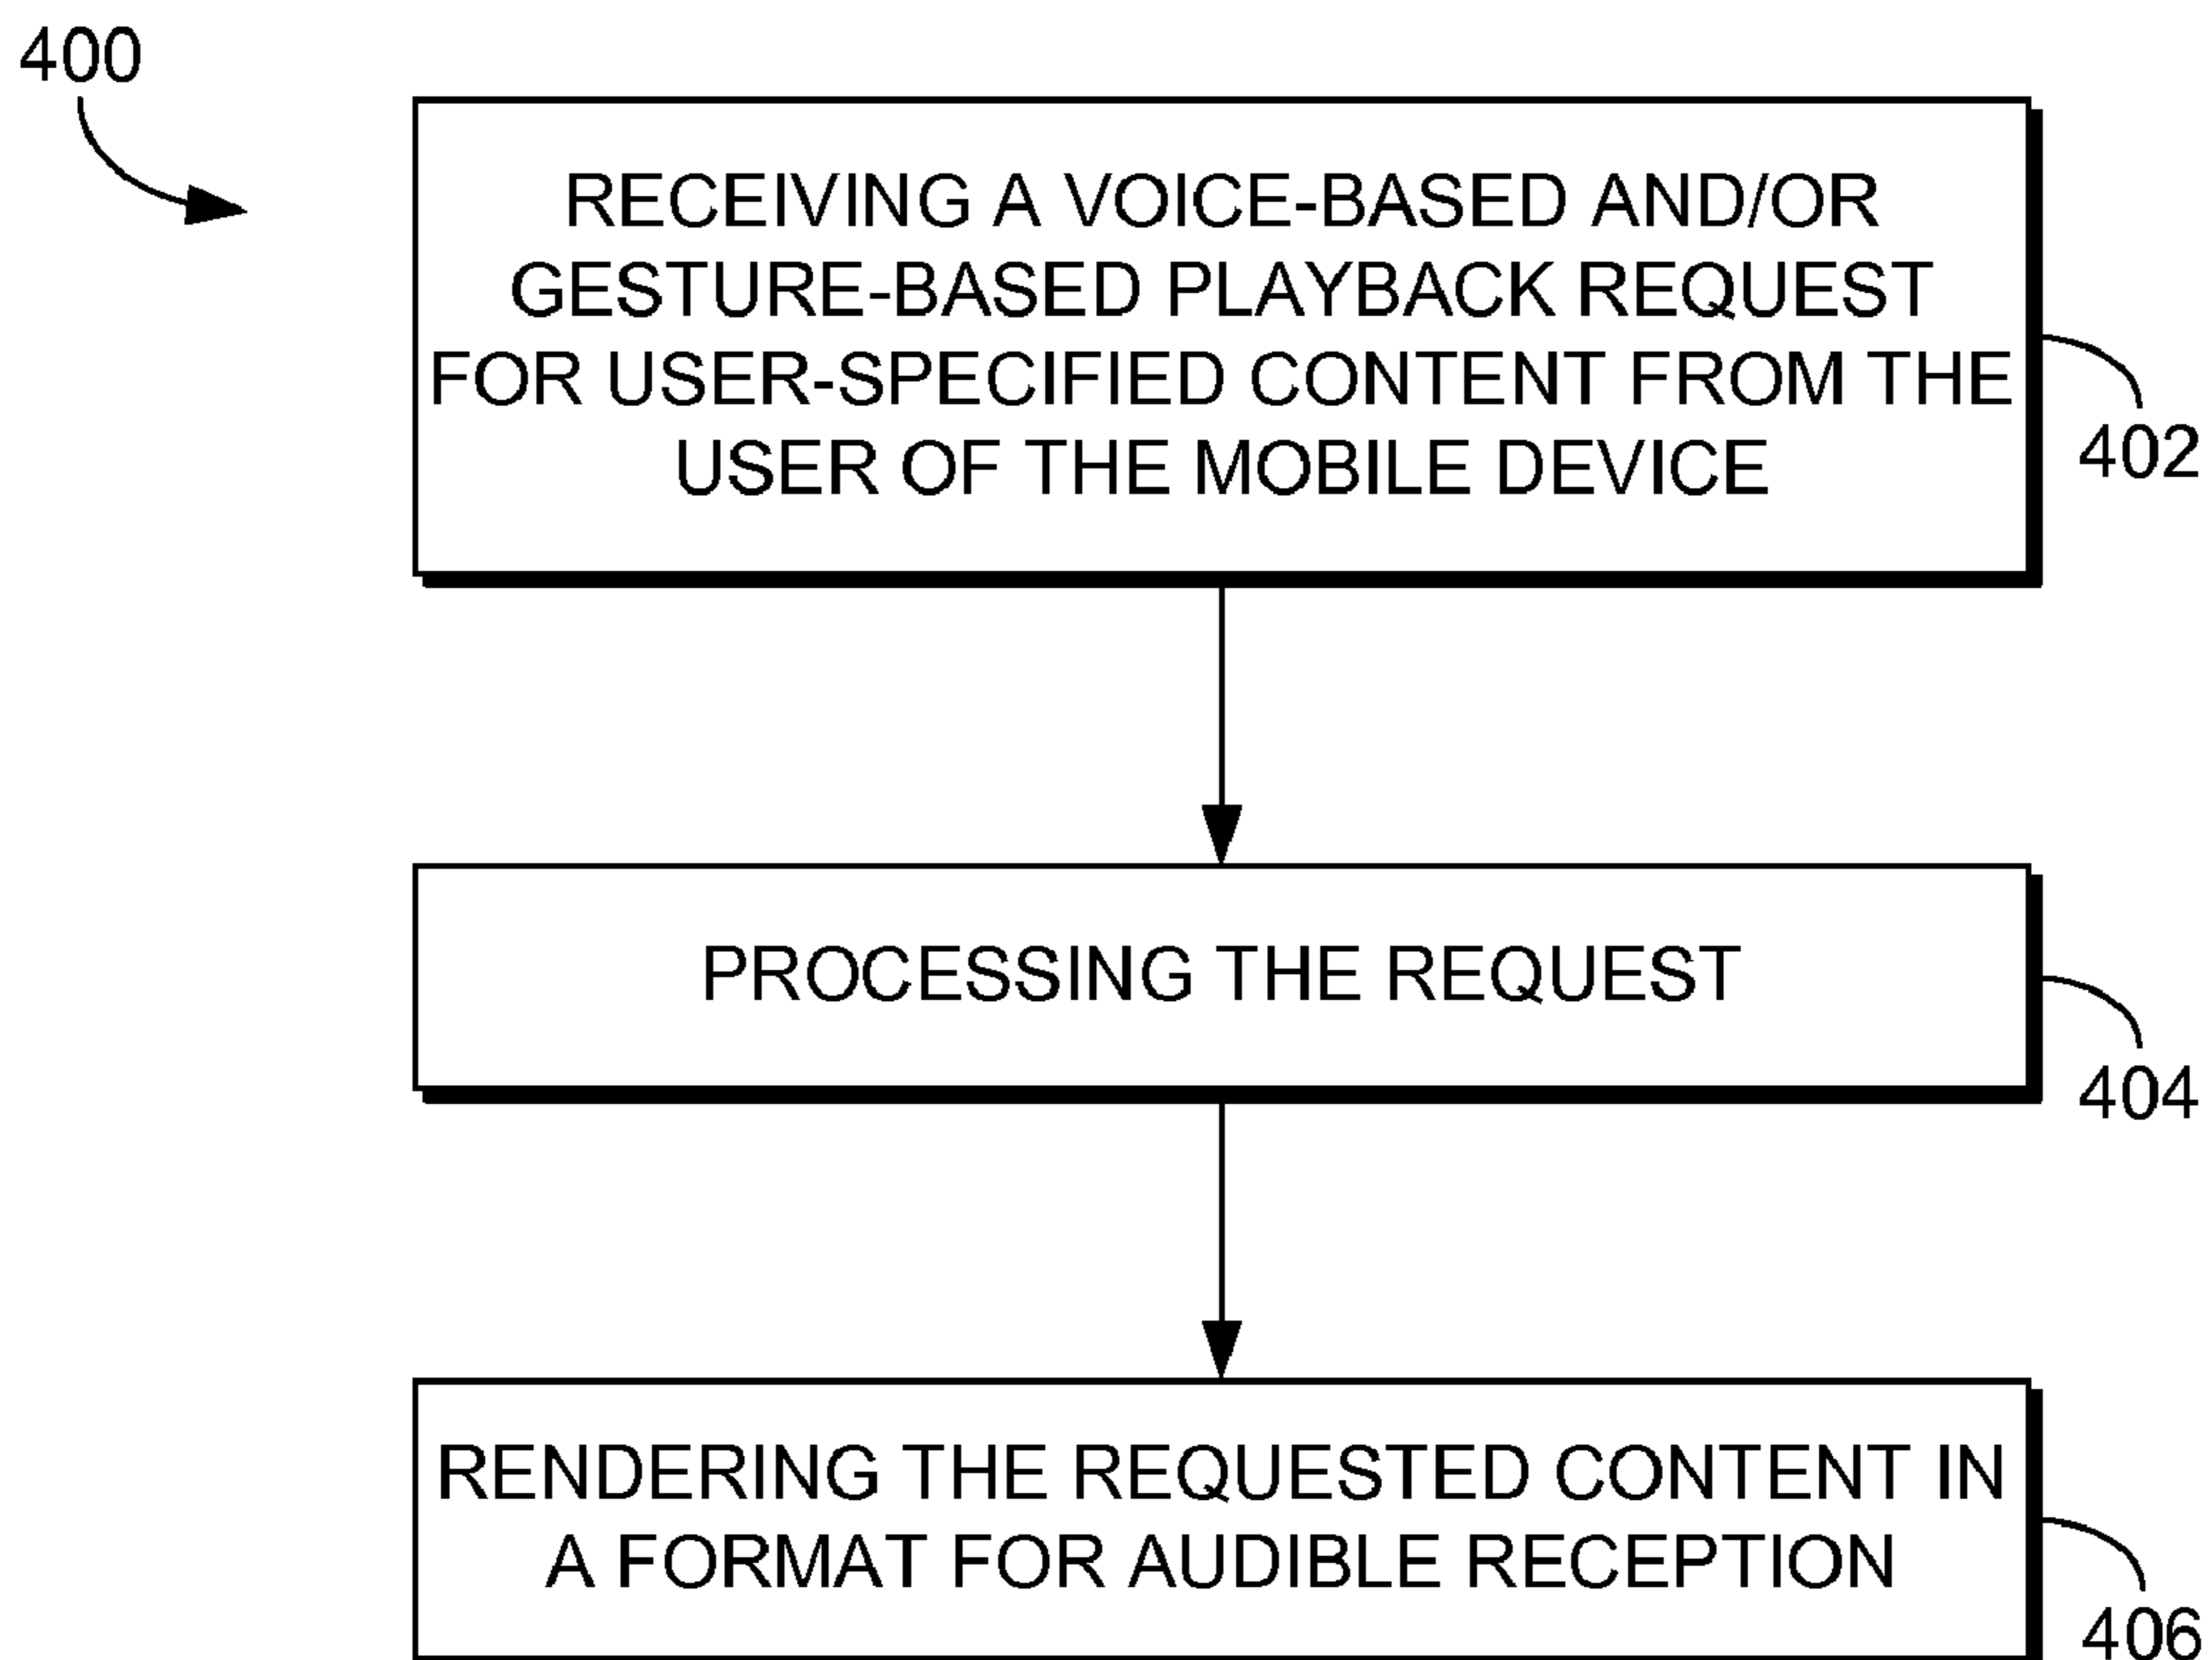 400
RECEIVING A VOICE-BASED AND/OR
GESTURE-BASED PLAYBACK REQUEST
FOR USER-SPECIFIED CONTENT FROM THE
USER OF THE MOBILE DEVICE
402
PROCESSING THE REQUEST
404
RENDERING THE REQUESTED CONTENT IN
A FORMAT FOR AUDIBLE RECEPTION
406